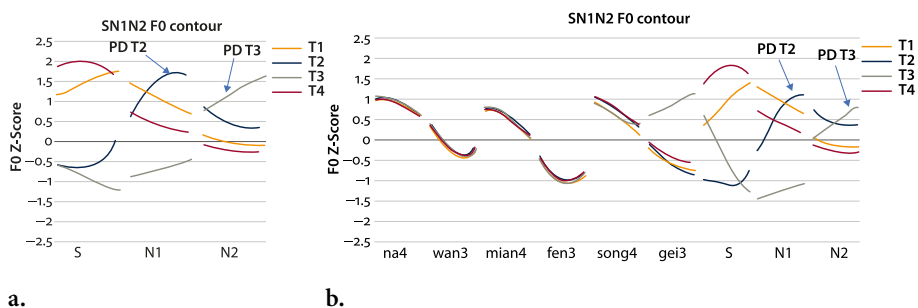 SN1N2 F0 contour
PD T2
PD T3
T1
T2
T3
T4
F0 Z-Score
2.5
2
1.5
1
0.5
0
−0.5
−1
−1.5
−2
−2.5
S N1 N2
a.
SN1N2 F0 contour
PD T2
PD T3
T1
T2
T3
T4
F0 Z-Score
2.5
2
1.5
1
0.5
0
−0.5
−1
−1.5
−2
−2.5
na4 wan3 mian4 fen3 song4 gei3 S N1 N2
b.